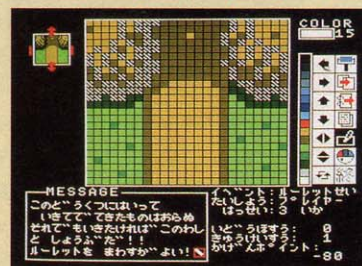 COLOR
15
MESSAGE
このど うくつにはいって
いきてで てきたものはおらぬ
それで もいきたければ このわし
と しょうぶだ !!
ルーレットを まわすか よい!
イベント:ルーレットせい
たいしょう:プ レイヤー
はっせい:3 いか
いどうほすう: 0
きゅうけいすう: 1
かげんポ イント:
-80